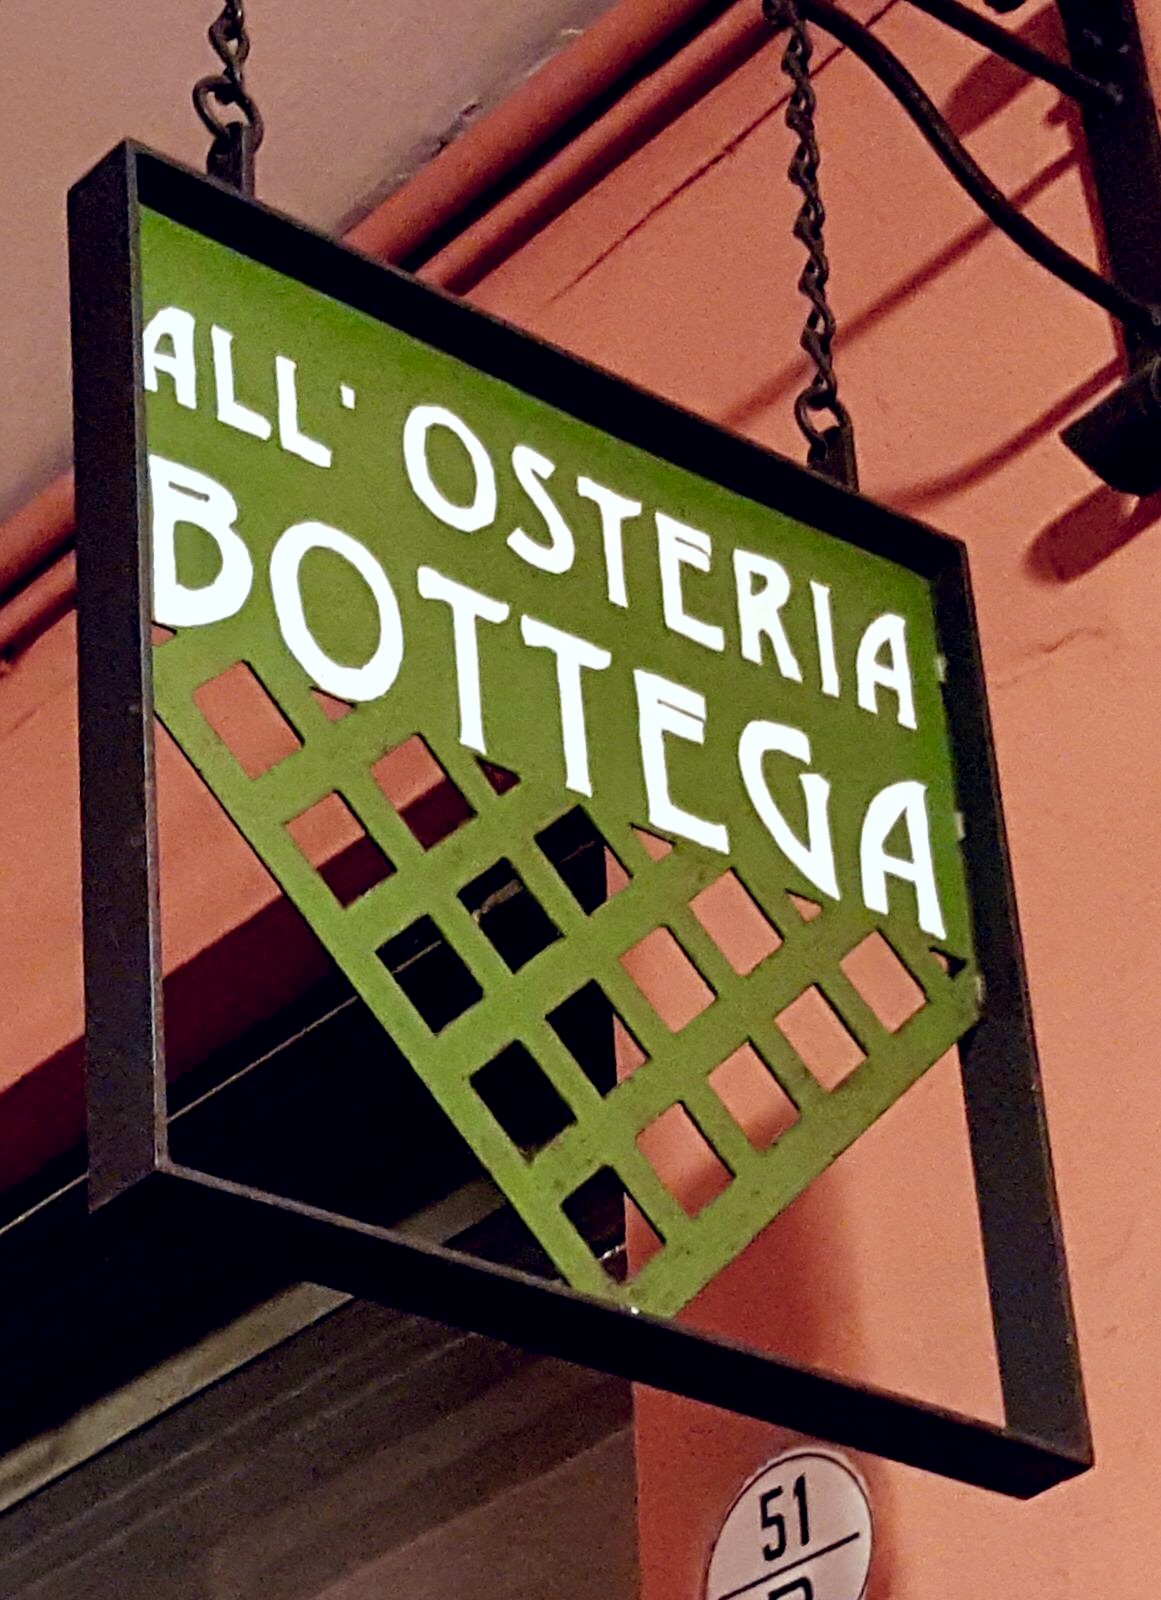 ALL' OSTERIA
BOTTEGA
51